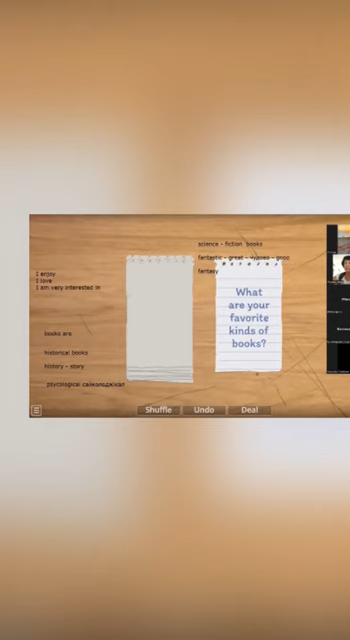 science - fiction books
fantastic - great - чудово - good
fantasy
I enjoy
I love
I am very interested in
What
are your
favorite
kinds of
books?
books are
historical books
history - story
psycological сайколоджікал
Shuffle
Undo
Deal